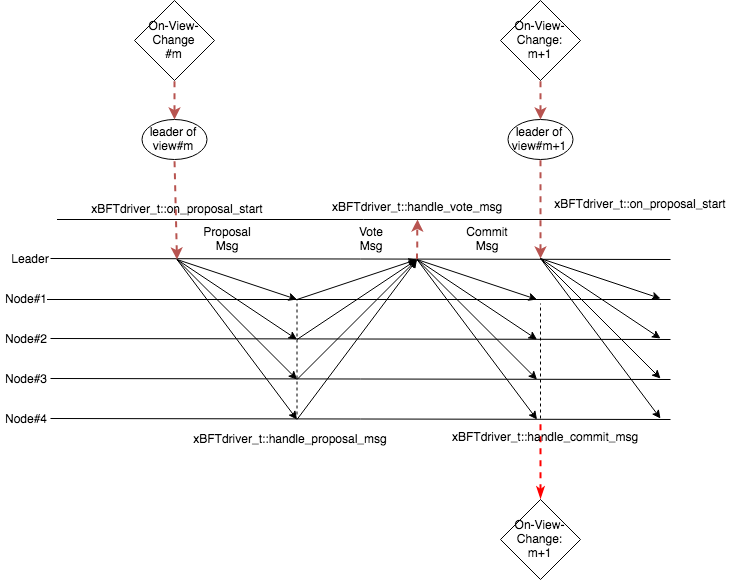 On-View-
Change
#m
On-View-
Change:
m+1
leader of
view#m
leader of
view#m+1
xBFTdriver_t::on_proposal_start
xBFTdriver_t::handle_vote_msg
xBFTdriver_t::on_proposal_start
Proposal
Msg
Vote
Msg
Commit
Msg
Leader
Node#1
Node#2
Node#3
Node#4
xBFTdriver_t::handle_proposal_msg
xBFTdriver_t::handle_commit_msg
On-View-
Change:
m+1